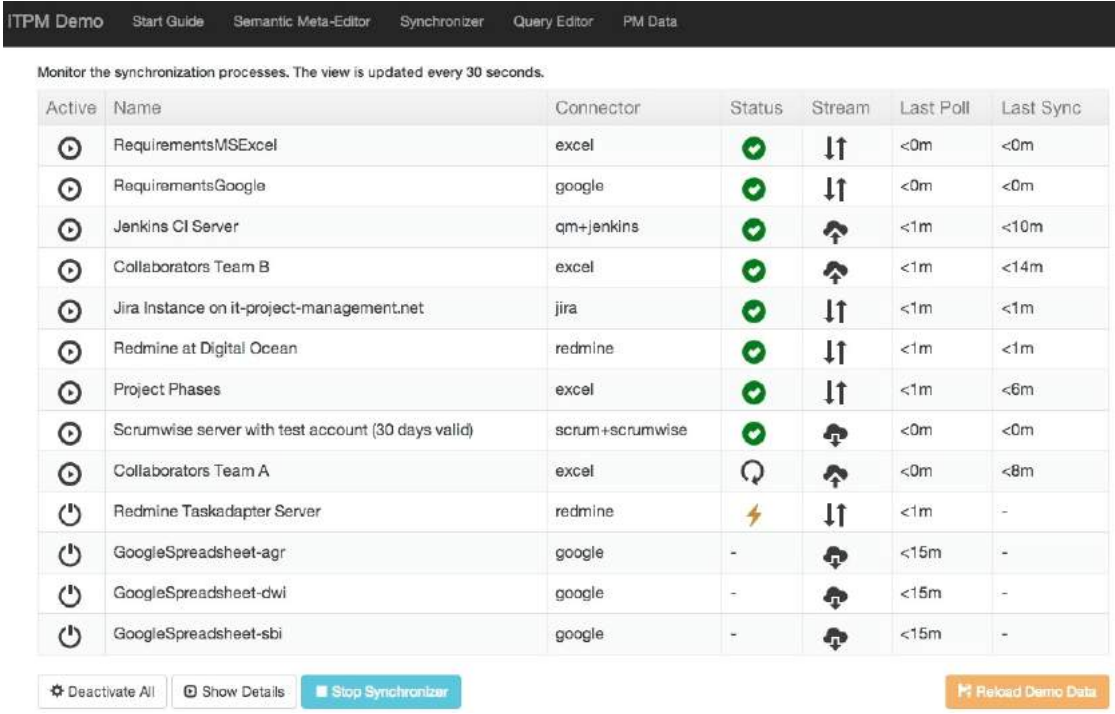 ITPM Demo Start Guide Semantic Meta-Editor Synchronizer Query Editor PM Data
Monitor the synchronization processes. The view is updated every 30 seconds.
Active Name Connector Status Stream Last Poll Last Sync
RequirementsMSExcel excel <0m <0m
RequirementsGoogle google <0m <0m
Jenkins CI Server qm+jenkins <1m <10m
Collaborators Team B excel <1m <14m
Jira Instance on it-project-management.net jira <1m <1m
Redmine at Digital Ocean redmine <1m <1m
Project Phases excel <1m <6m
Scrumwise server with test account (30 days valid) scrum+scrumwise <0m <0m
Collaborators Team A excel <0m <8m
Redmine Taskadapter Server redmine <1m -
GoogleSpreadsheet-agr google - <15m -
GoogleSpreadsheet-dwi google - <15m -
GoogleSpreadsheet-sbi google - <15m -
Deactivate All Show Details Stop Synchronizer Reload Demo Data